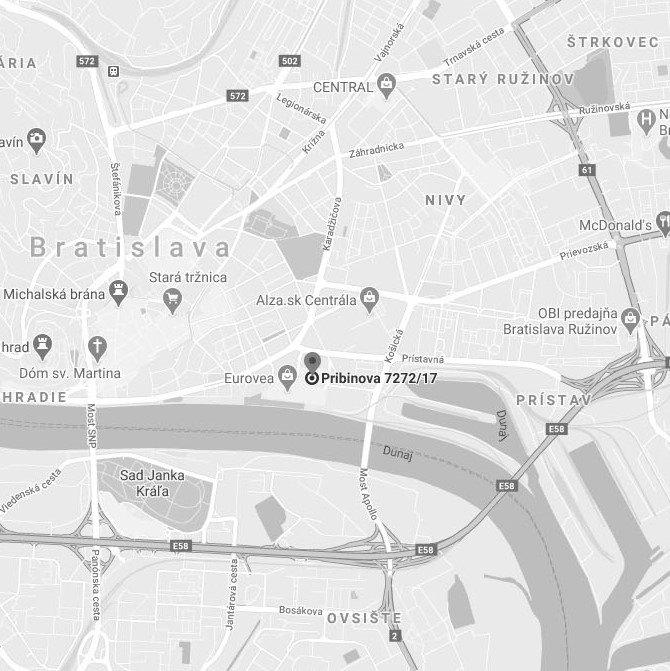 ÁRIA
572
502
Vajnorská
Trnavská cesta
ŠTRKOVEC
CENTRAL
STARÝ RUŽINOV
572
Legionárska
Ružinovská
Krížna
Záhradnícka
avín
SLAVÍN
Štefánikova
61
NIVY
Karadžičova
McDonald's
Bratislava
Prievozská
Stará tržnica
Michalská brána
Alza.sk Centrála
OBI predajňa
Bratislava Ružinov
hrad
Dóm sv. Martina
Košická
Prístavná
Eurovea
Pribinova 7272/17
HRADIE
PRÍSTAV
Most SNP
Dunaj
E58
Dunaj
Viedenská cesta
Sad Janka
Kráľa
Most Apollo
E58
E58
E58
Panónska cesta
Jantárová cesta
Bosákova
OVSIŠTE
2